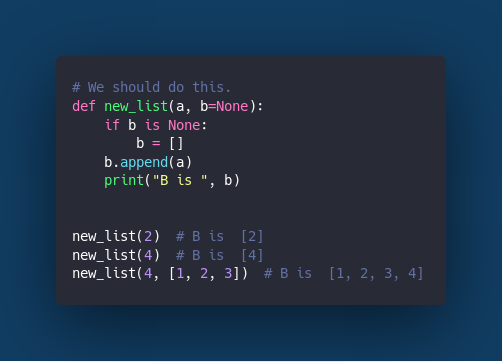 # We should do this.
def new_list(a, b=None):
    if b is None:
        b = []
    b.append(a)
    print("B is ", b)
new_list(2)  # B is  [2]
new_list(4)  # B is  [4]
new_list(4, [1, 2, 3])  # B is  [1, 2, 3, 4]